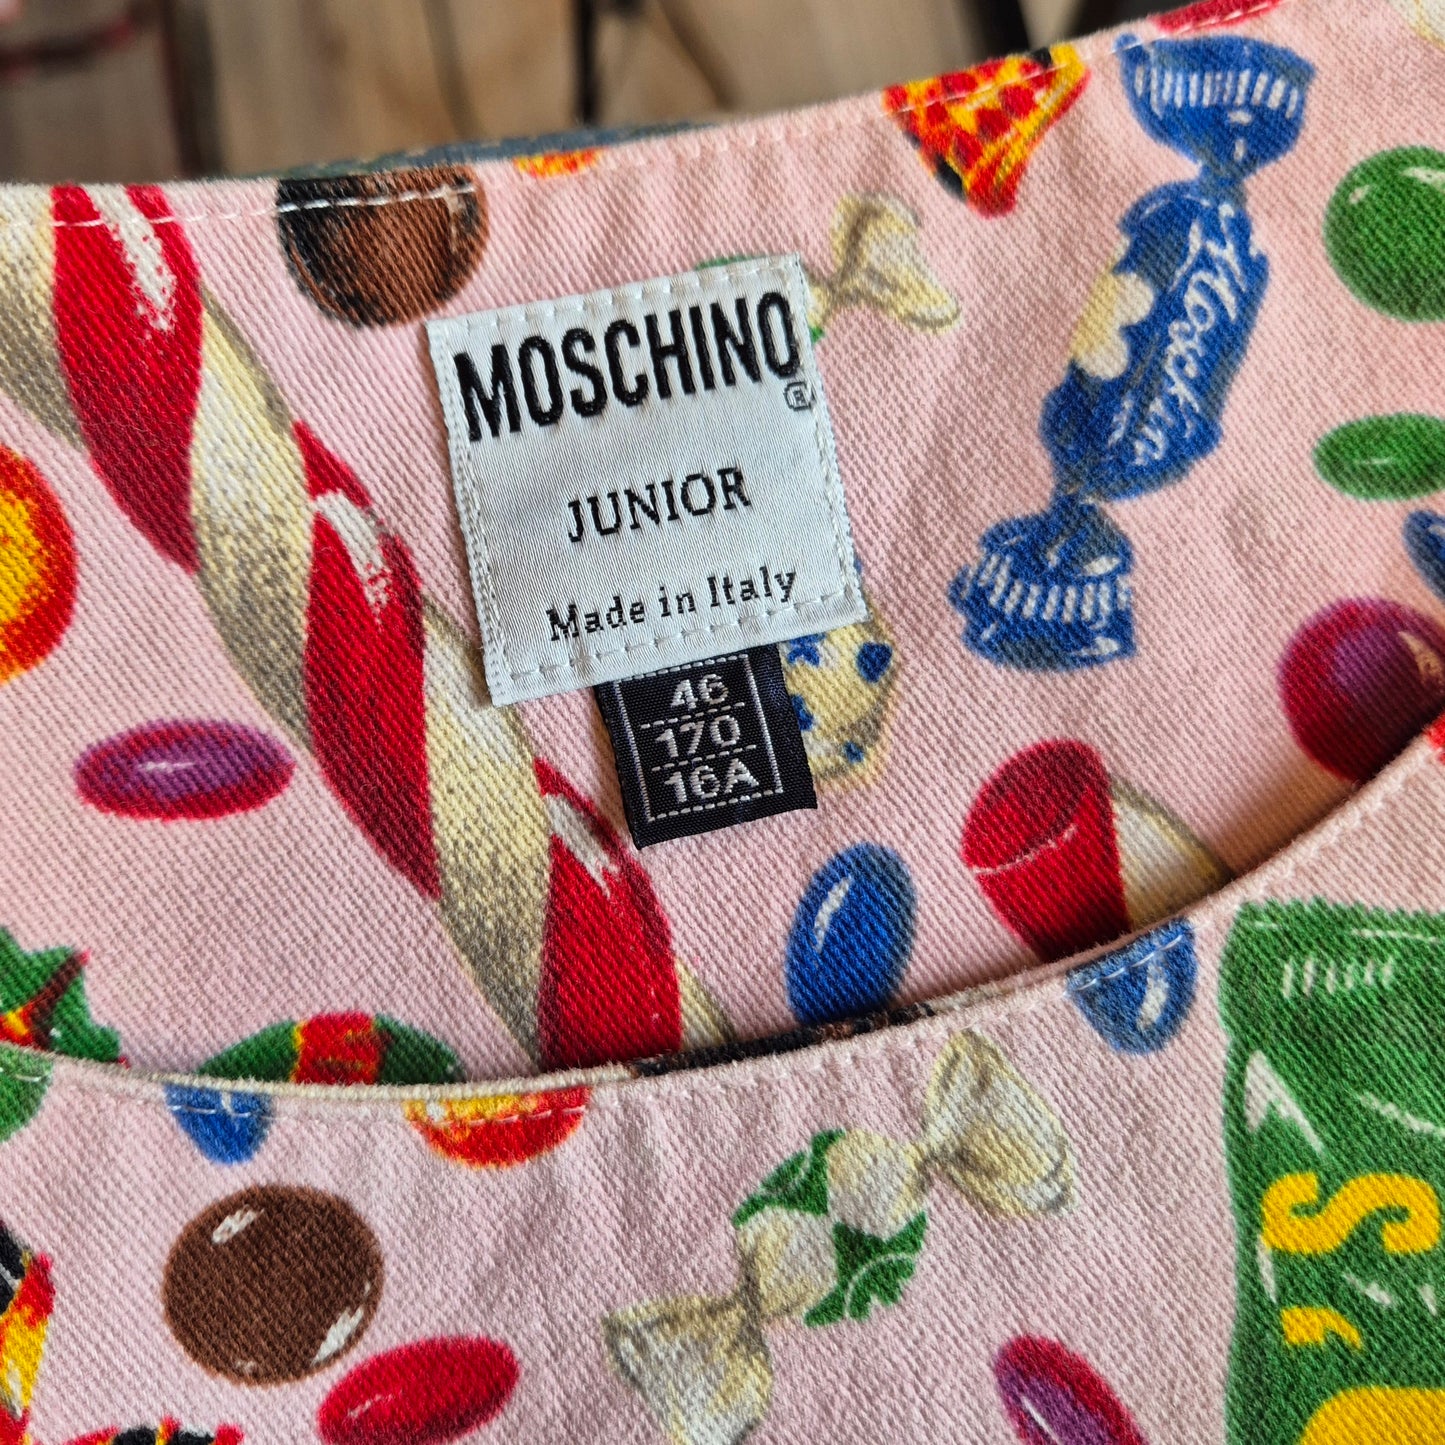 MOSCHINO
®
JUNIOR
Made in Italy
46
170
16A